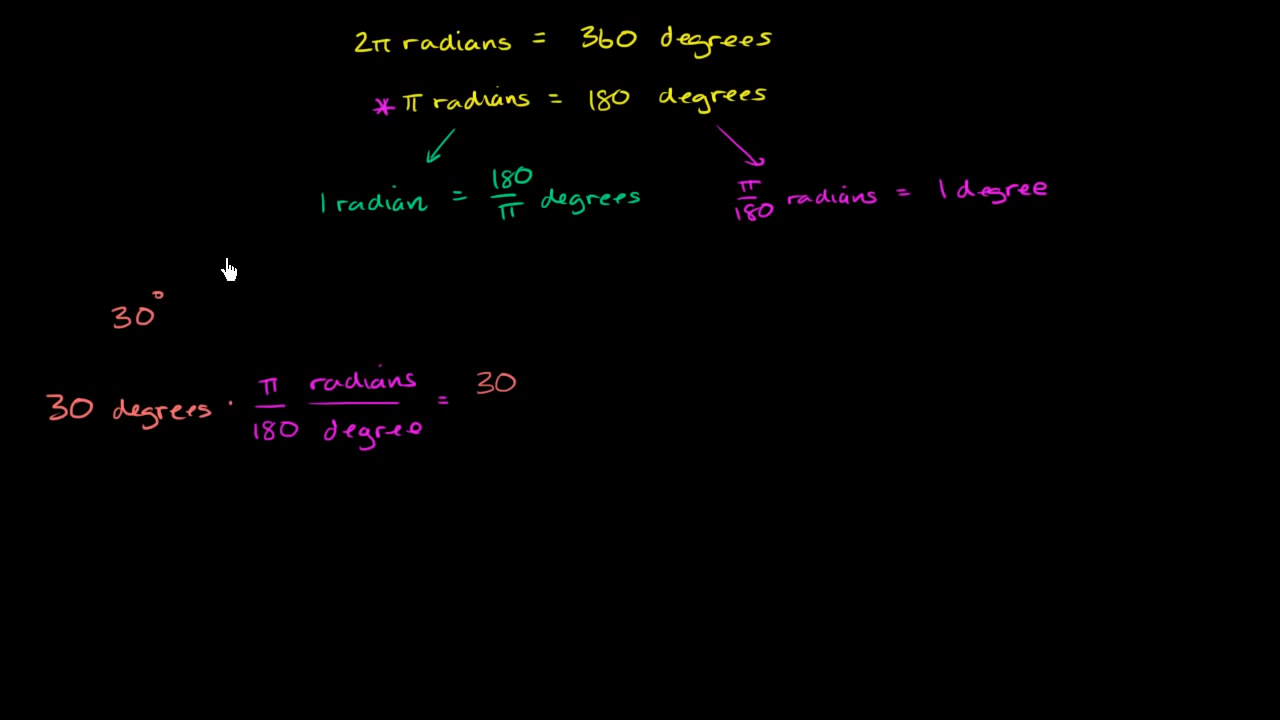 2π radians = 360 degrees
* π radians = 180 degrees
1 radian = 180/π degrees
π/180 radians = 1 degree
30°
30 degrees · π/180 radians/degree = 30